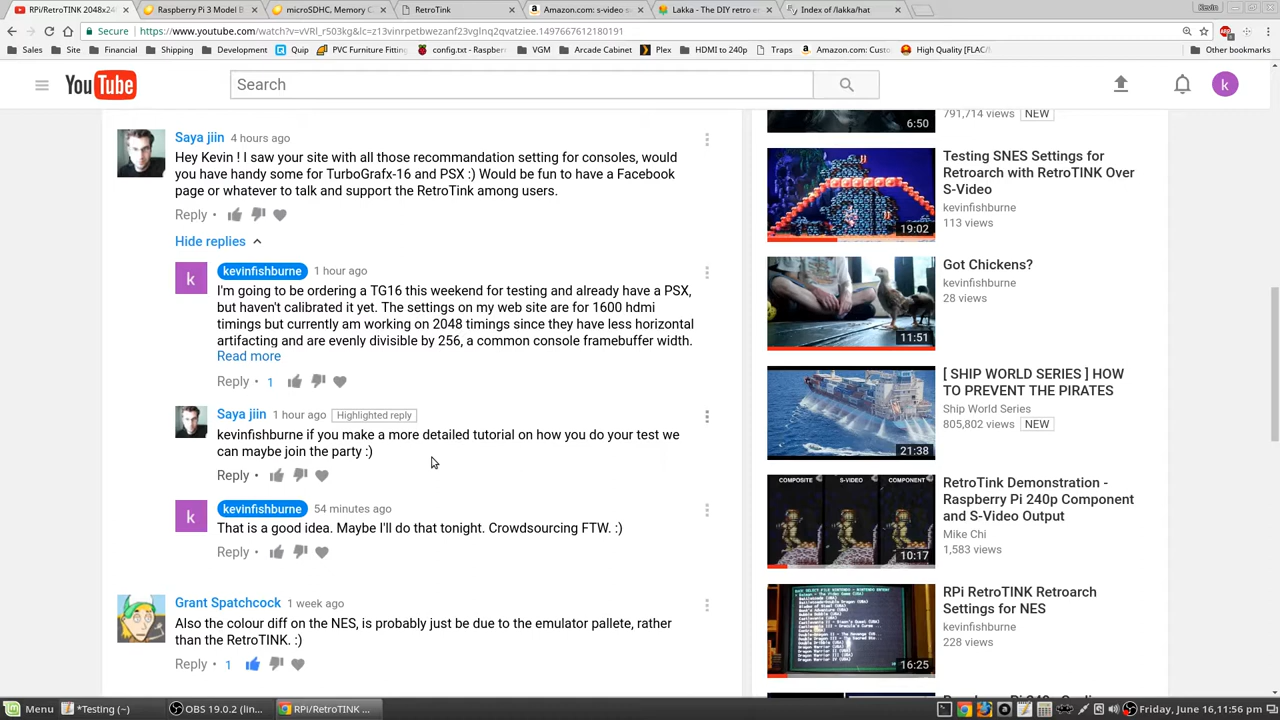 RPi/RetroTINK 2048x24
Raspberry Pi 3 Model B
microSDHC, Memory C
RetroTink
Amazon.com: s-video s
Lakka - The DIY retro e
Index of /lakka/hat
Kevin
Secure
https://www.youtube.com/watch?v=vVRl_r503kg&lc=z13vinrpetbwezanf23vglnq2qvatziee.1497667612180191
Sales
Site
Financial
Shipping
Development
Quip
PVC Furniture Fitting
config.txt - Raspberr
VGM
Arcade Cabinet
Plex
HDMI to 240p
Traps
Amazon.com: Custo
High Quality [FLAC/
Other bookmarks
YouTube
Search
k
Saya jiin 4 hours ago
Hey Kevin ! I saw your site with all those recommandation setting for consoles, would
you have handy some for TurboGrafx-16 and PSX :) Would be fun to have a Facebook
page or whatever to talk and support the RetroTink among users.
Reply •
Hide replies
k
kevinfishburne 1 hour ago
I'm going to be ordering a TG16 this weekend for testing and already have a PSX,
but haven't calibrated it yet. The settings on my web site are for 1600 hdmi
timings but currently am working on 2048 timings since they have less horizontal
artifacting and are evenly divisible by 256, a common console framebuffer width.
Read more
Reply • 1
Saya jiin 1 hour ago Highlighted reply
kevinfishburne if you make a more detailed tutorial on how you do your test we
can maybe join the party :)
Reply •
k
kevinfishburne 54 minutes ago
That is a good idea. Maybe I'll do that tonight. Crowdsourcing FTW. :)
Reply •
Grant Spatchcock 1 week ago
Also the colour diff on the NES, is probably just be due to the emulator pallete, rather
than the RetroTINK. :)
Reply • 1
6:50
791,714 views NEW
19:02
Testing SNES Settings for
Retroarch with RetroTINK Over
S-Video
kevinfishburne
113 views
11:51
Got Chickens?
kevinfishburne
28 views
21:38
[ SHIP WORLD SERIES ] HOW
TO PREVENT THE PIRATES
Ship World Series
805,802 views NEW
COMPOSITE S-VIDEO COMPONENT
10:17
RetroTink Demonstration -
Raspberry Pi 240p Component
and S-Video Output
Mike Chi
1,583 views
16:25
RPi RetroTINK Retroarch
Settings for NES
kevinfishburne
228 views
Menu
Testing (~)
OBS 19.0.2 (lin...
RPi/RetroTINK ...
Friday, June 16, 11:56 pm